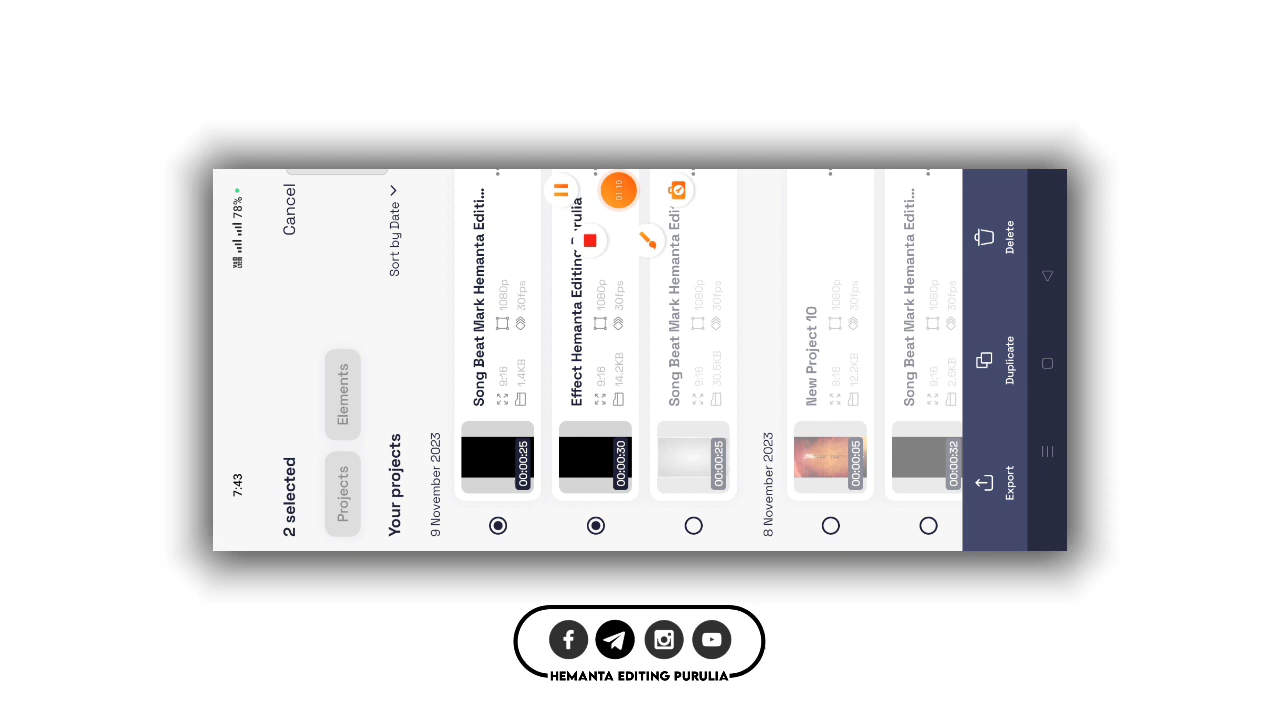 7:43
78%
2 selected
Cancel
Projects
Elements
Your projects
Sort by Date
9 November 2023
Song Beat Mark Hemanta Editi...
9:16
1080p
1.4KB
30fps
00:00:25
Effect Hemanta Editing Purulia
9:16
1080p
14.2KB
30fps
00:00:30
Song Beat Mark Hemanta Edi
9:16
1080p
30.6KB
30fps
00:00:25
01:10
8 November 2023
New Project 10
9:16
1080p
12.2KB
30fps
00:00:05
Song Beat Mark Hemanta Editi...
9:16
1080p
2.6KB
30fps
00:00:32
Export
Duplicate
Delete
HEMANTA EDITING PURULIA